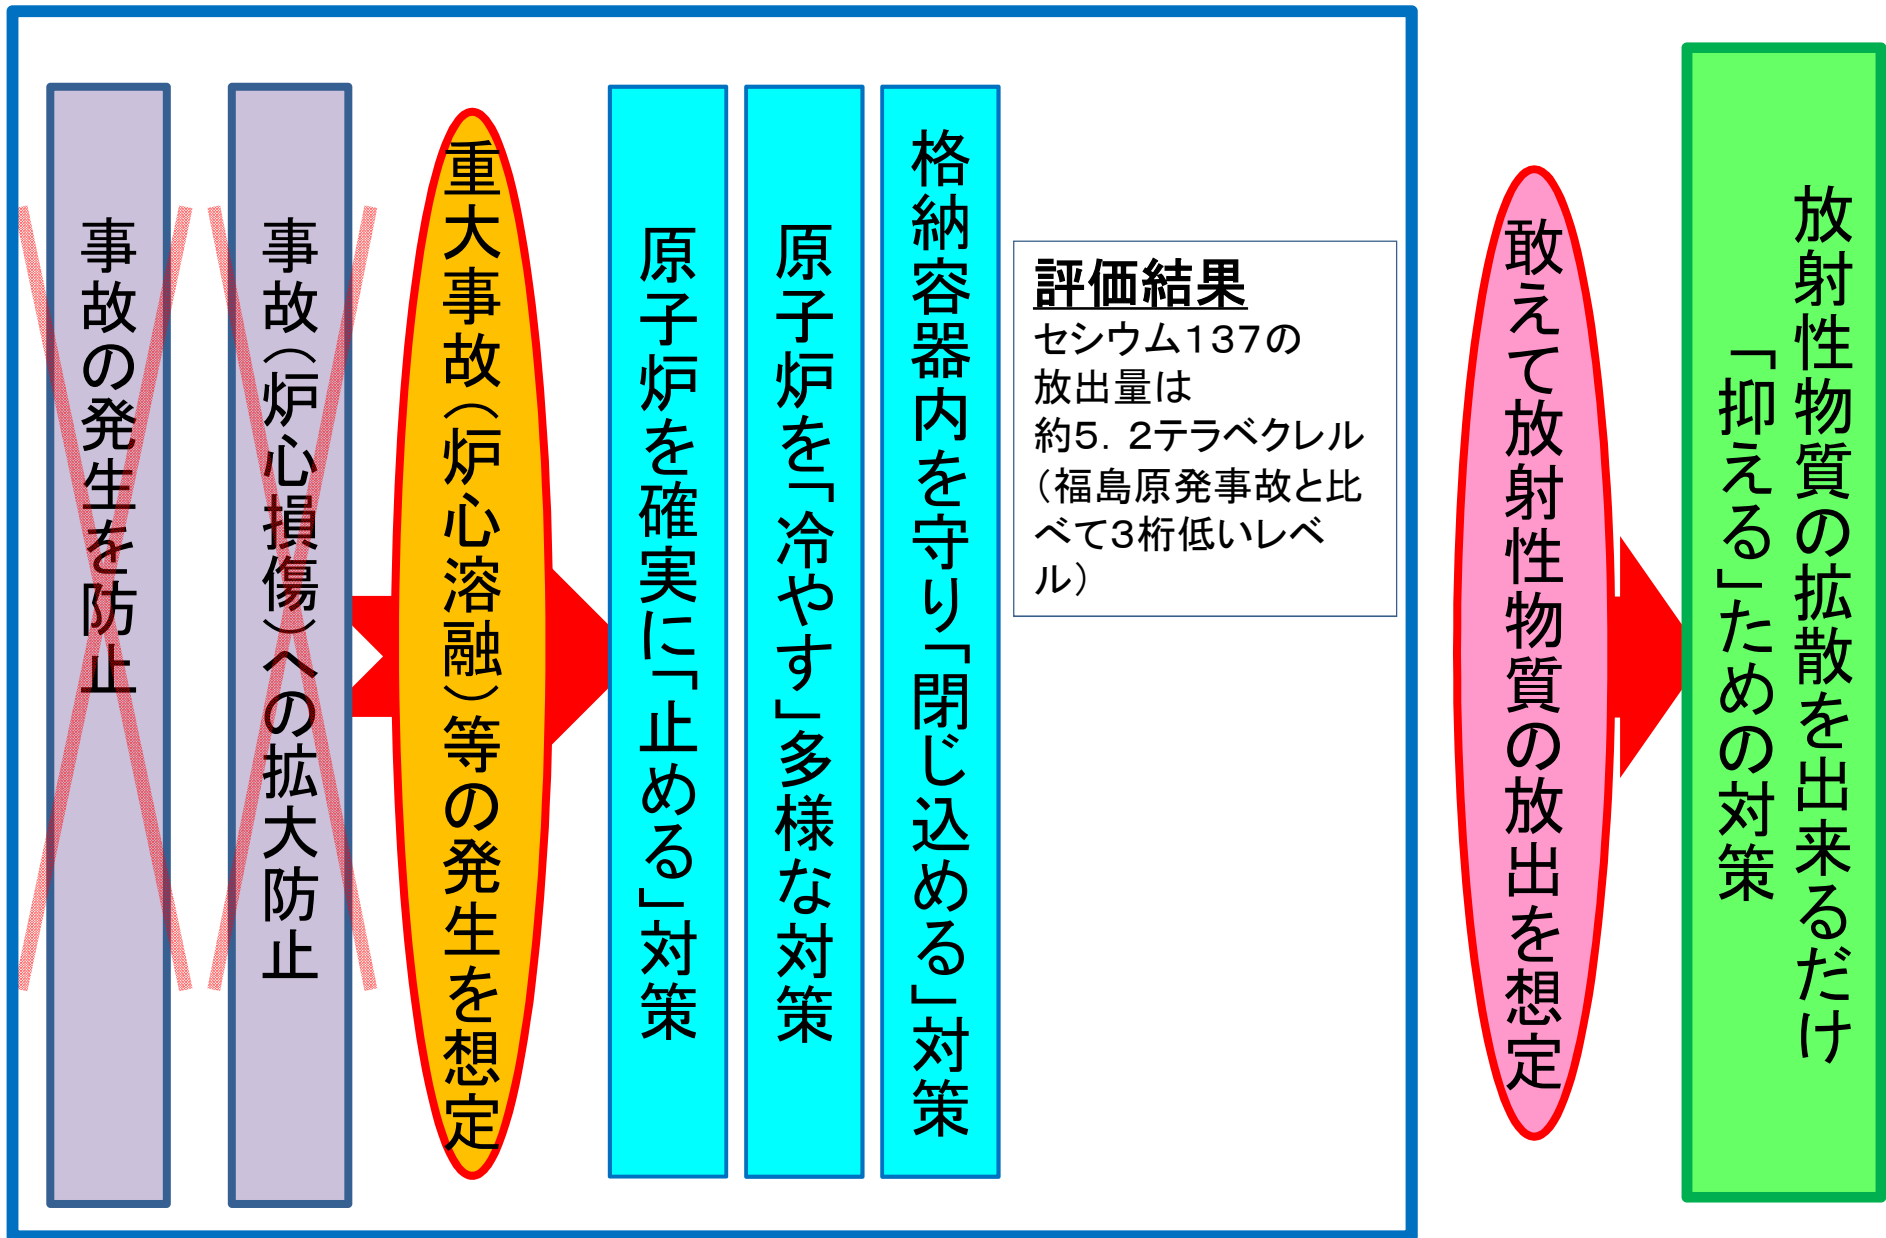 事故の発生を防止
事故（炉心損傷）への拡大防止
重大事故（炉心溶融）等の発生を想定
原子炉を確実に「止める」対策
原子炉を「冷やす」多様な対策
格納容器内を守り「閉じ込める」対策
評価結果
セシウム137の
放出量は
約5．2テラベクレル
（福島原発事故と比
べて3桁低いレベ
ル）
敢えて放射性物質の放出を想定
放射性物質の拡散を出来るだけ
「抑える」ための対策